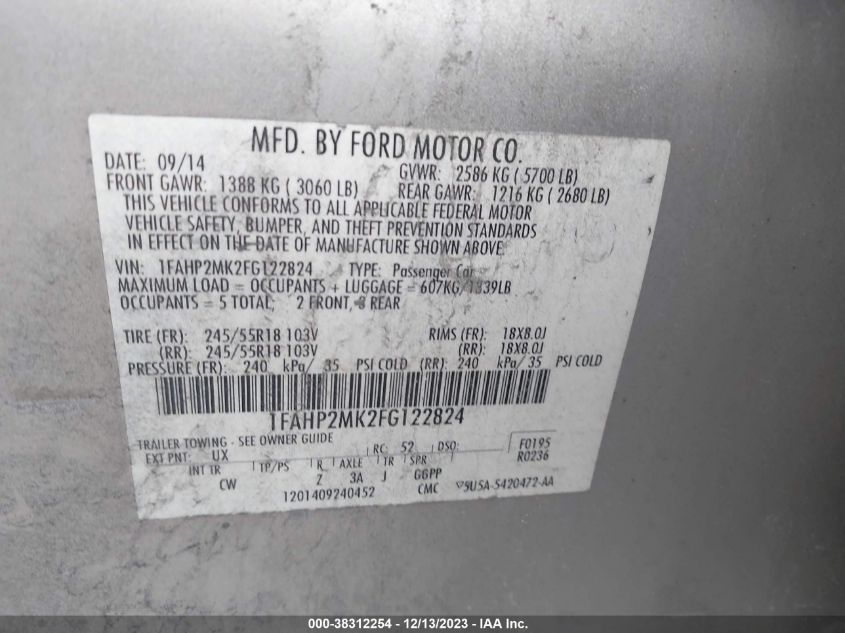 MFD. BY FORD MOTOR CO.
DATE: 09/14 GVWR: 2586 KG ( 5700 LB)
FRONT GAWR: 1388 KG ( 3060 LB) REAR GAWR: 1216 KG ( 2680 LB)
THIS VEHICLE CONFORMS TO ALL APPLICABLE FEDERAL MOTOR
VEHICLE SAFETY, BUMPER, AND THEFT PREVENTION STANDARDS
IN EFFECT ON THE DATE OF MANUFACTURE SHOWN ABOVE.
VIN: 1FAHP2MK2FG122824 TYPE: Passenger Car
MAXIMUM LOAD = OCCUPANTS + LUGGAGE = 607KG/1339LB
OCCUPANTS = 5 TOTAL; 2 FRONT, 3 REAR
TIRE (FR): 245/55R18 103V RIMS (FR): 18X8.0J
(RR): 245/55R18 103V (RR): 18X8.0J
PRESSURE (FR): 240 kPa/ 35 PSI COLD (RR): 240 kPa/ 35 PSI COLD
1FAHP2MK2FG122824
TRAILER TOWING - SEE OWNER GUIDE
EXT PNT: UX RC: 52 DSO: F0195
R0236
INT TR TP/PS R AXLE TR SPR
CW Z 3A J GGPP
1201409240452 CMC 5U5A-5420472-AA
000-38312254 - 12/13/2023 - IAA Inc.